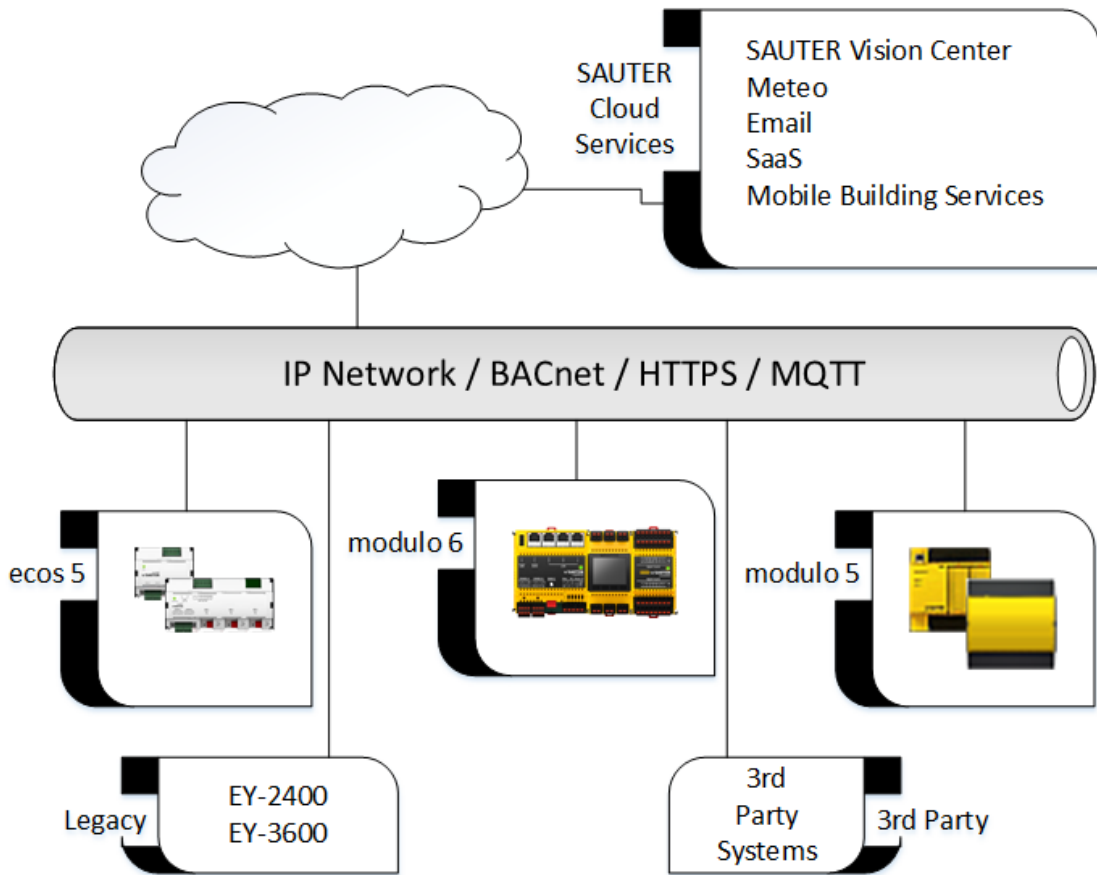 SAUTER
Cloud
Services
SAUTER Vision Center
Meteo
Email
SaaS
Mobile Building Services
IP Network / BACnet / HTTPS / MQTT
ecos 5
modulo 6
modulo 5
Legacy
EY-2400
EY-3600
3rd
Party
Systems
3rd Party